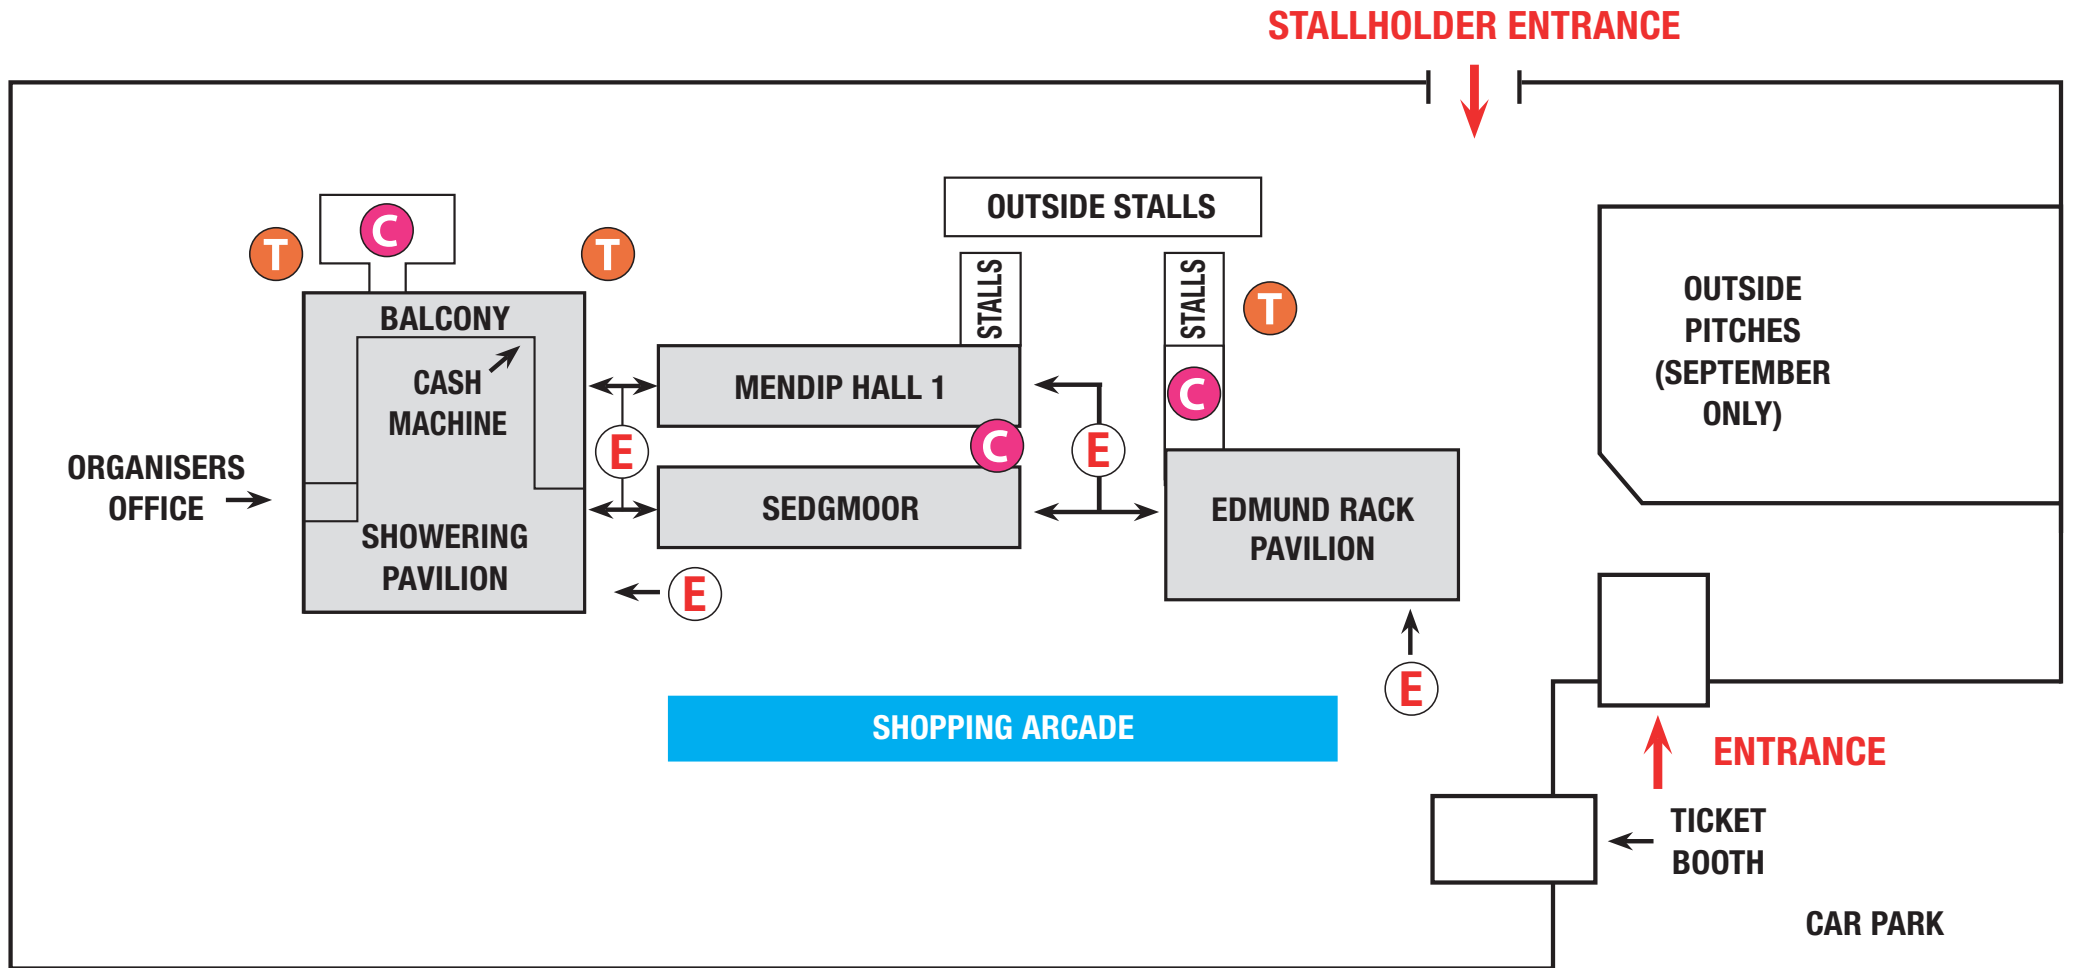 STALLHOLDER ENTRANCE
OUTSIDE STALLS
C
T
T
STALLS
STALLS
T
BALCONY
CASH
MACHINE
MENDIP HALL 1
C
OUTSIDE
PITCHES
(SEPTEMBER
ONLY)
E
C
E
ORGANISERS
OFFICE
SEDGMOOR
EDMUND RACK
PAVILION
SHOWERING
PAVILION
E
E
SHOPPING ARCADE
ENTRANCE
TICKET
BOOTH
CAR PARK